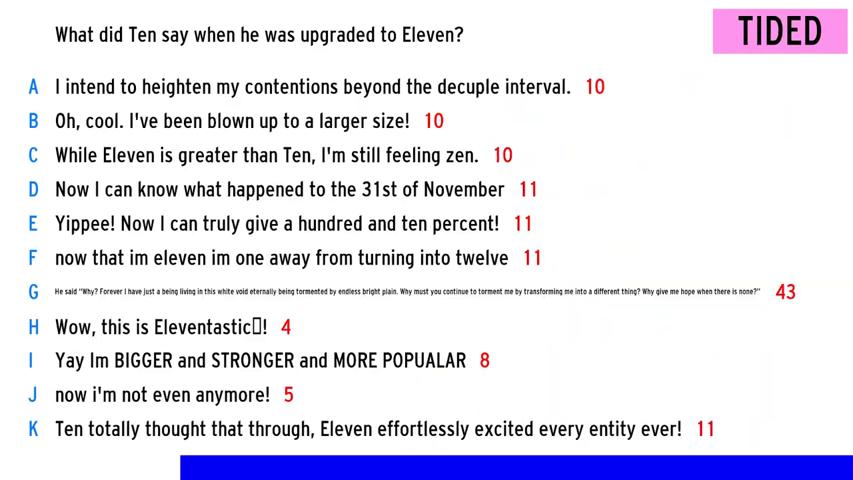 What did Ten say when he was upgraded to Eleven?
TIDED
A I intend to heighten my contentions beyond the decuple interval. 10
B Oh, cool. I've been blown up to a larger size! 10
C While Eleven is greater than Ten, I'm still feeling zen. 10
D Now I can know what happened to the 31st of November 11
E Yippee! Now I can truly give a hundred and ten percent! 11
F now that im eleven im one away from turning into twelve 11
G He said "Why? Forever I have just a being living in this white void eternally being tormented by endless bright plain. Why must you continue to torment me by transforming me into a different thing? Why give me hope when there is none?" 43
H Wow, this is Eleventastic▯! 4
I Yay Im BIGGER and STRONGER and MORE POPUALAR 8
J now i'm not even anymore! 5
K Ten totally thought that through, Eleven effortlessly excited every entity ever! 11